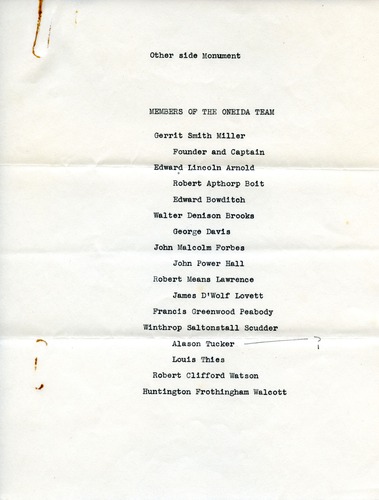 Other side Monument
MEMBERS OF THE ONEIDA TEAM
Gerrit Smith Miller
Founder and Captain
Edward Lincoln Arnold
Robert Apthorp Boit
Edward Bowditch
Walter Denison Brooks
George Davis
John Malcolm Forbes
John Power Hall
Robert Means Lawrence
James D'Wolf Lovett
Francis Greenwood Peabody
Winthrop Saltonstall Scudder
Alason Tucker ?
Louis Thies
Robert Clifford Watson
Huntington Frothingham Walcott